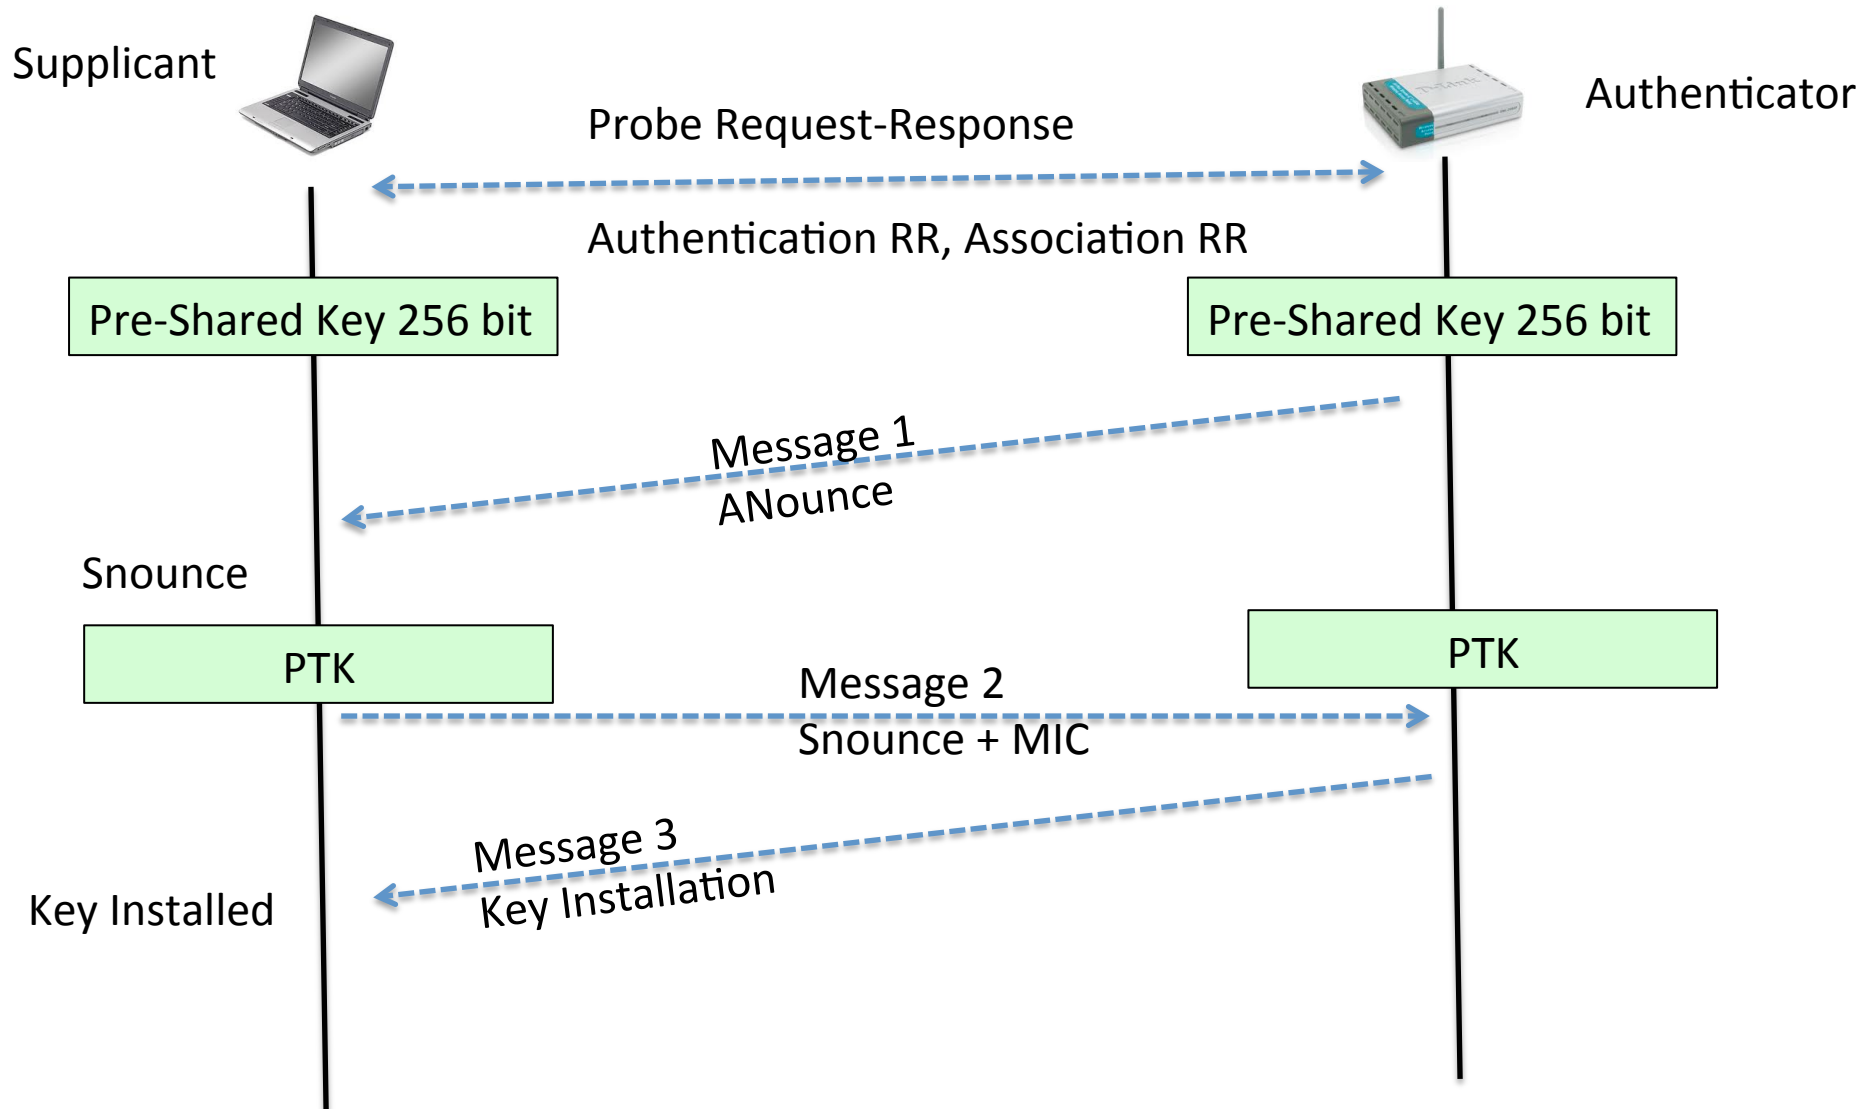 Supplicant
Authenticator
Probe Request-Response
Authentication RR, Association RR
Pre-Shared Key 256 bit
Pre-Shared Key 256 bit
Message 1
ANounce
Snounce
PTK
PTK
Message 2
Snounce + MIC
Message 3
Key Installation
Key Installed
D-Link